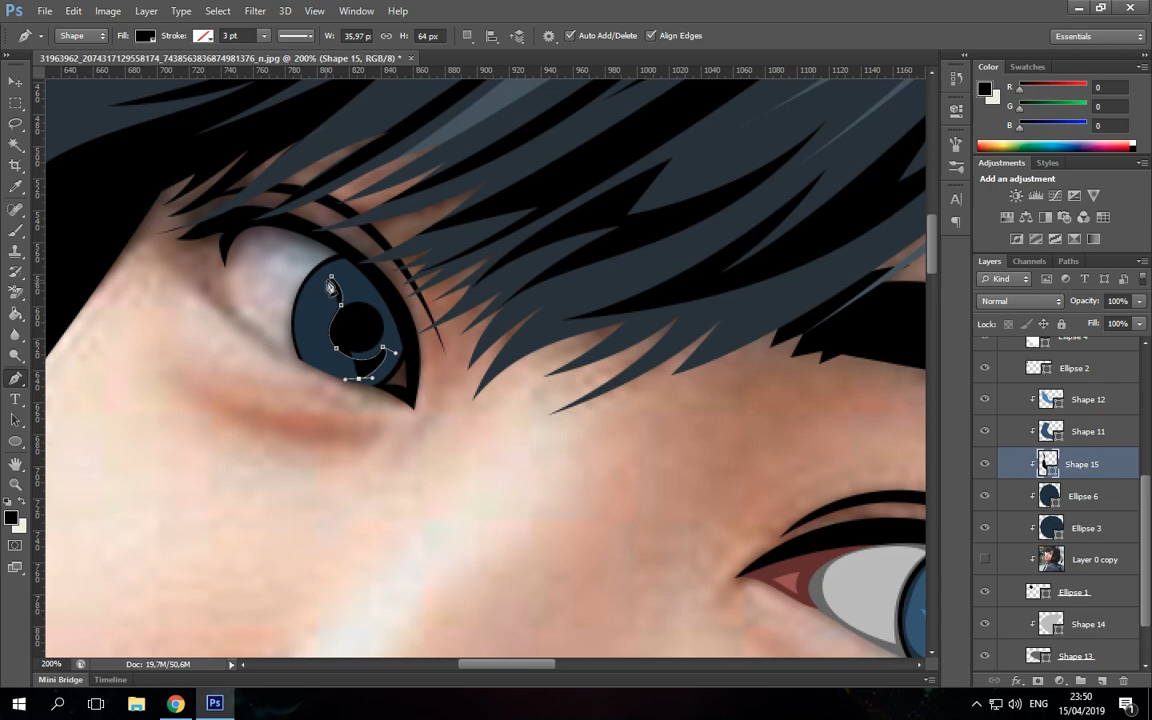 Ps File Edit Image Layer Type Select Filter 3D View Window Help
Shape Fill: Stroke: 3 pt W: 35,97 p H: 64 px Auto Add/Delete Align Edges Essentials
31963962_2074317129558174_7438563836874981376_n.jpg @ 200% (Shape 15, RGB/8) *
640 660 680 700 720 740 760 780 800 820 840 860 880 900 920 940 960 980 1000 1020 1040 1060 1080 1100 1120 1140 1160
Color Swatches
R 0
G 0
B 0
Adjustments Styles
Add an adjustment
Layers Channels Paths
Kind
Normal Opacity: 100%
Lock: Fill: 100%
Ellipse 4
Ellipse 2
Shape 12
Shape 11
Shape 15
Ellipse 6
Ellipse 3
Layer 0 copy
Ellipse 1
Shape 14
Shape 13
200% Doc: 19,7M/50,6M
Mini Bridge Timeline
Ps ENG 23:50
15/04/2019 1